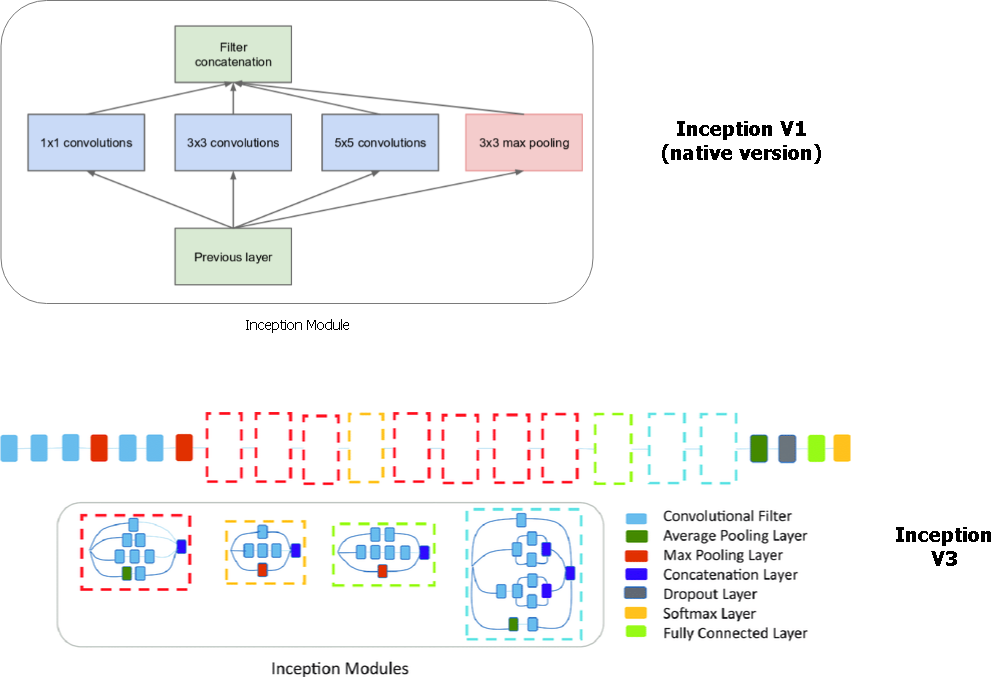 Filter
concatenation
1x1 convolutions
3x3 convolutions
5x5 convolutions
3x3 max pooling
Previous layer
Inception Module
Inception V1
(native version)
Convolutional Filter
Average Pooling Layer
Max Pooling Layer
Concatenation Layer
Dropout Layer
Softmax Layer
Fully Connected Layer
Inception Modules
Inception
V3